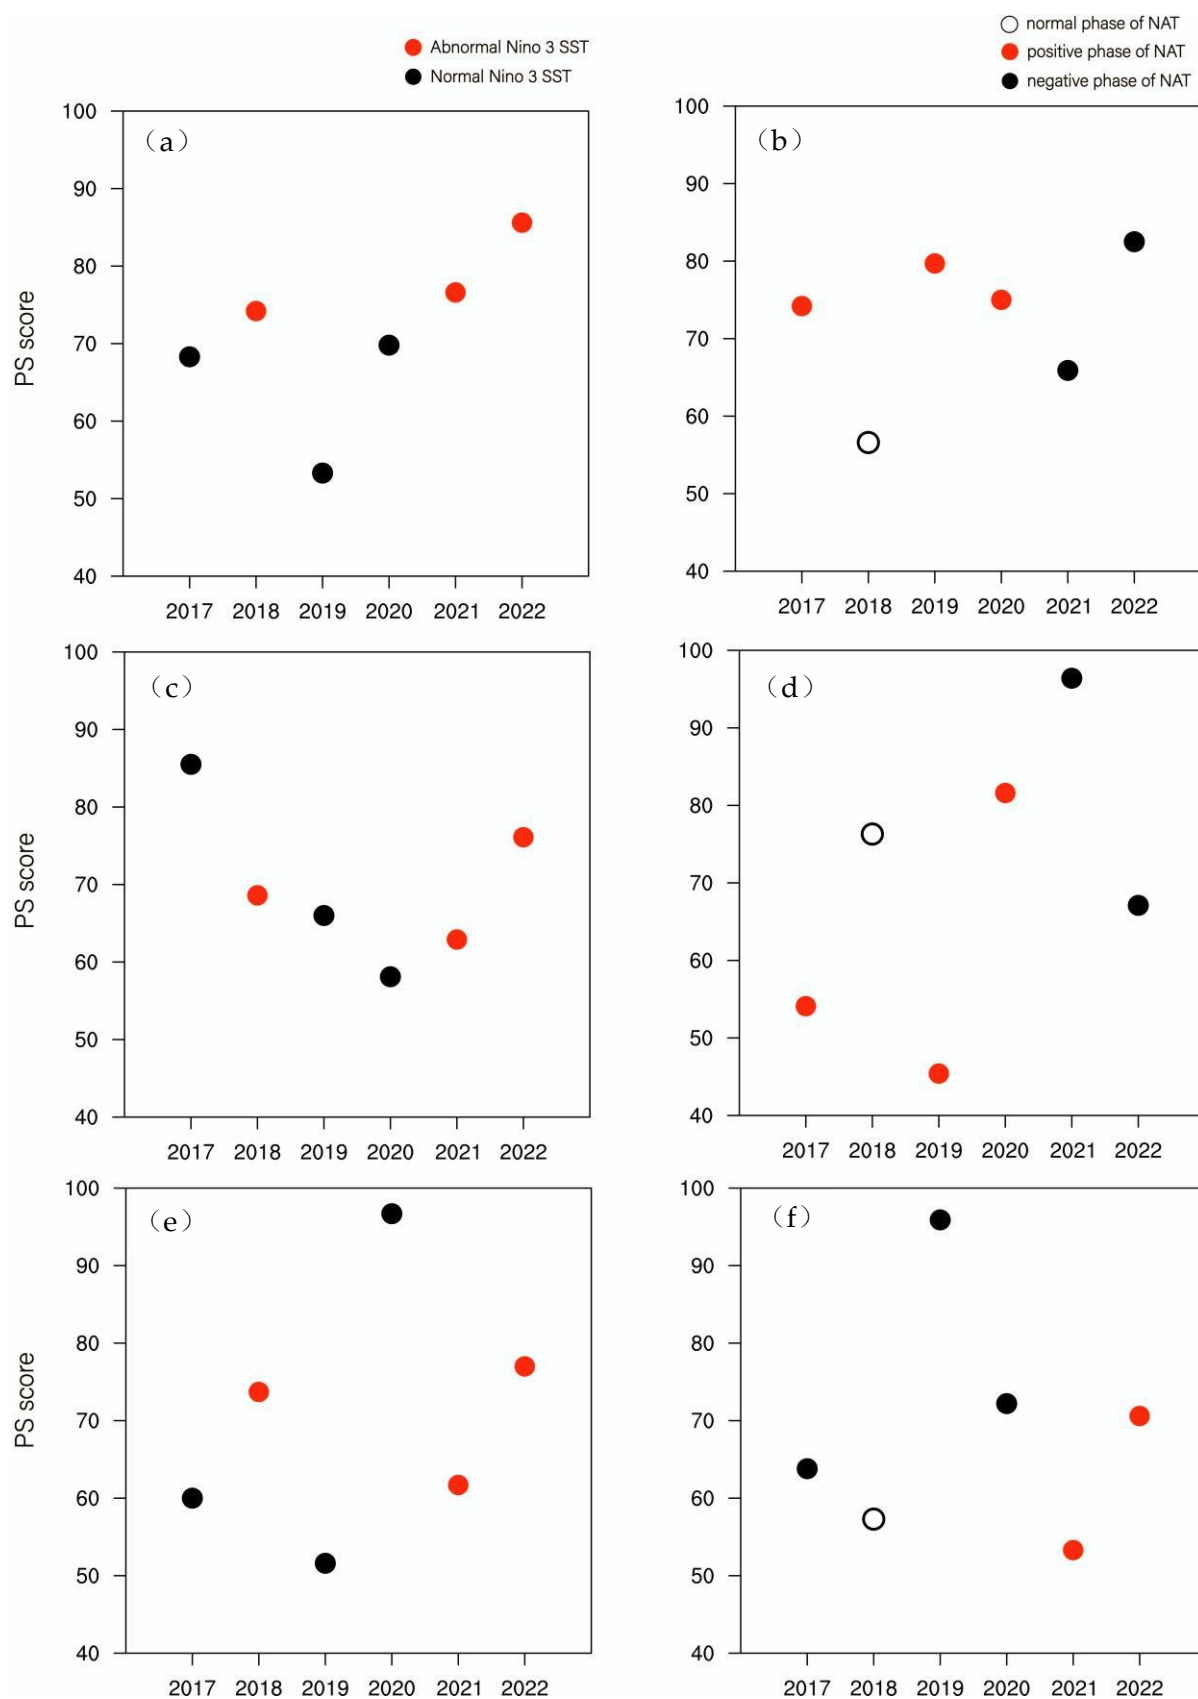 Abnormal Nino 3 SST
Normal Nino 3 SST
normal phase of NAT
positive phase of NAT
negative phase of NAT
（a）
100
90
80
70
60
50
40
PS score
2017 2018 2019 2020 2021 2022
（b）
100
90
80
70
60
50
40
2017 2018 2019 2020 2021 2022
（c）
100
90
80
70
60
50
40
PS score
2017 2018 2019 2020 2021 2022
（d）
100
90
80
70
60
50
40
2017 2018 2019 2020 2021 2022
（e）
100
90
80
70
60
50
40
PS score
2017 2018 2019 2020 2021 2022
（f）
100
90
80
70
60
50
40
2017 2018 2019 2020 2021 2022